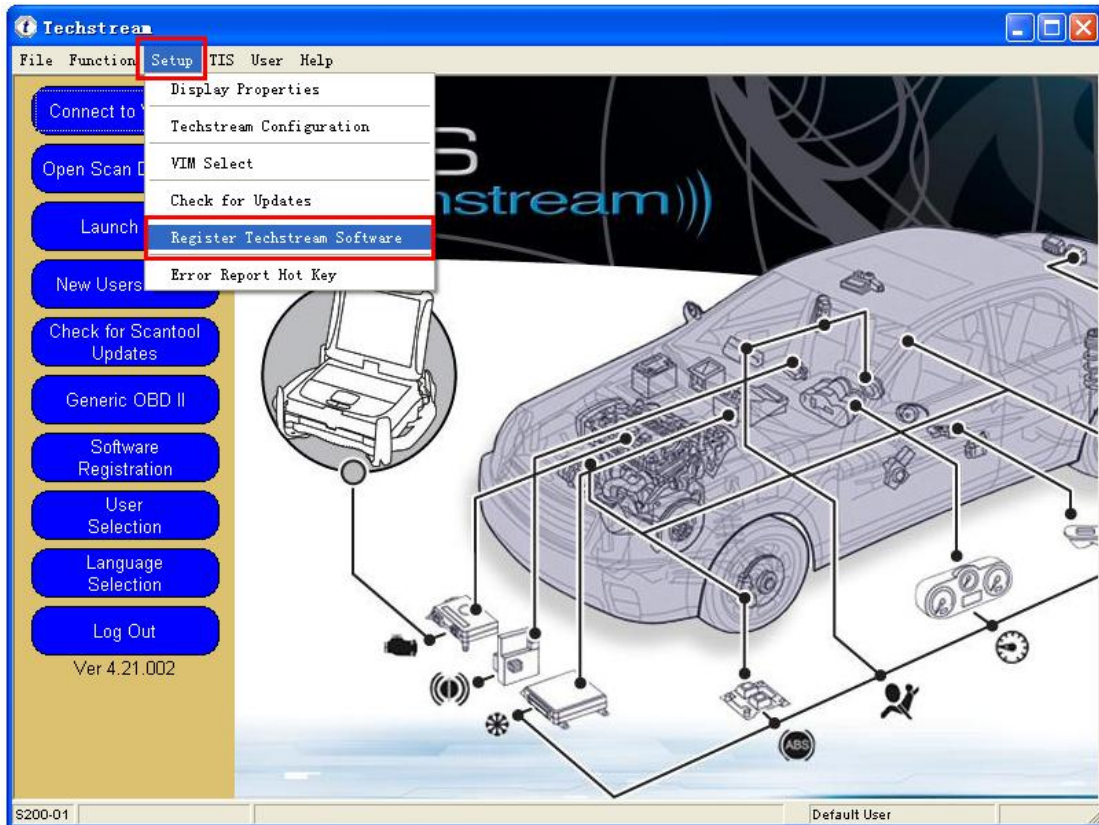 Techstream
File Function Setup TIS User Help
Display Properties
Techstream Configuration
VIM Select
Check for Updates
Register Techstream Software
Error Report Hot Key
Connect to
Open Scan
Launch
New Users
Check for Scantool
Updates
Generic OBD II
Software
Registration
User
Selection
Language
Selection
Log Out
Ver 4.21.002
S
hstream
ABS
S200-01
Default User